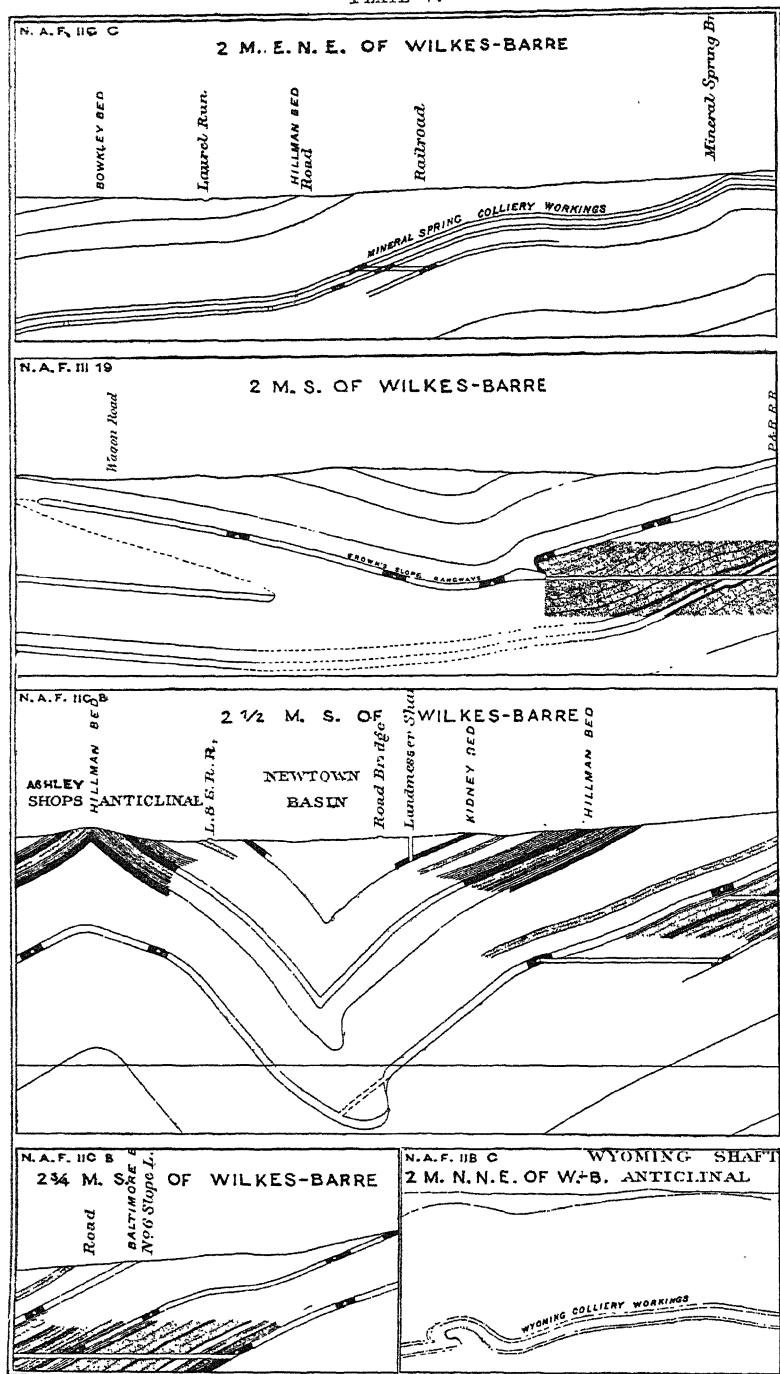 N. A. F. IIC C
2 M. E. N. E. OF WILKES-BARRE
BOWKLEY BED
Laurel Run.
HILLMAN BED
Road
Railroad
Mineral Spring Br
MINERAL SPRING COLLIERY WORKINGS
N. A. F. III 19
2 M. S. OF WILKES-BARRE
Wagon Road
BROWN'S SLOPE GANGWAYS
N. A. F. IIC B
2 1/2 M. S. OF WILKES-BARRE
ASHLEY
SHOPS ANTICLINAL
HILLMAN BED
NEWTOWN
BASIN
Road Bridge
Landmesser Shaf
KIDNEY BED
HILLMAN BED
N. A. F. IIC B
2 3/4 M. S. OF WILKES-BARRE
Road
BALTIMORE B
No 6 Slope L.
N. A. F. IIB C
WYOMING SHAFT
2 M. N. N. E. OF W.-B. ANTICLINAL
WYOMING COLLIERY WORKINGS